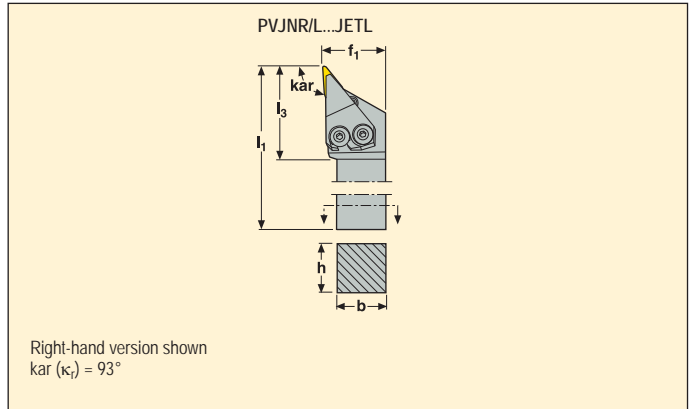 PVJNR/L...JETL
f₁
kar
l₃
l₁
h
b
Right-hand version shown
kar (κᵣ) = 93°